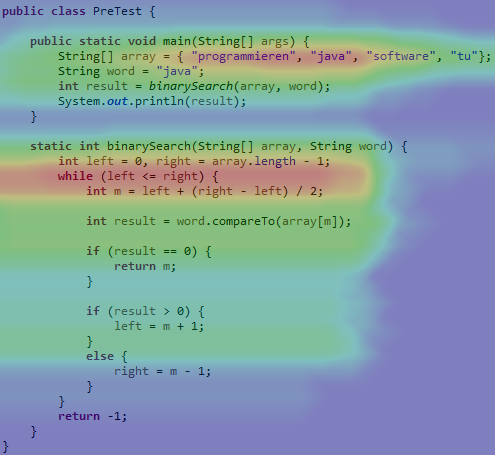 public class PreTest {
    public static void main(String[] args) {
        String[] array = { "programmieren", "java", "software", "tu"};
        String word = "java";
        int result = binarySearch(array, word);
        System.out.println(result);
    }
    static int binarySearch(String[] array, String word) {
        int left = 0, right = array.length - 1;
        while (left <= right) {
            int m = left + (right - left) / 2;
            int result = word.compareTo(array[m]);
            if (result == 0) {
                return m;
            }
            if (result > 0) {
                left = m + 1;
            }
            else {
                right = m - 1;
            }
        }
        return -1;
    }
}